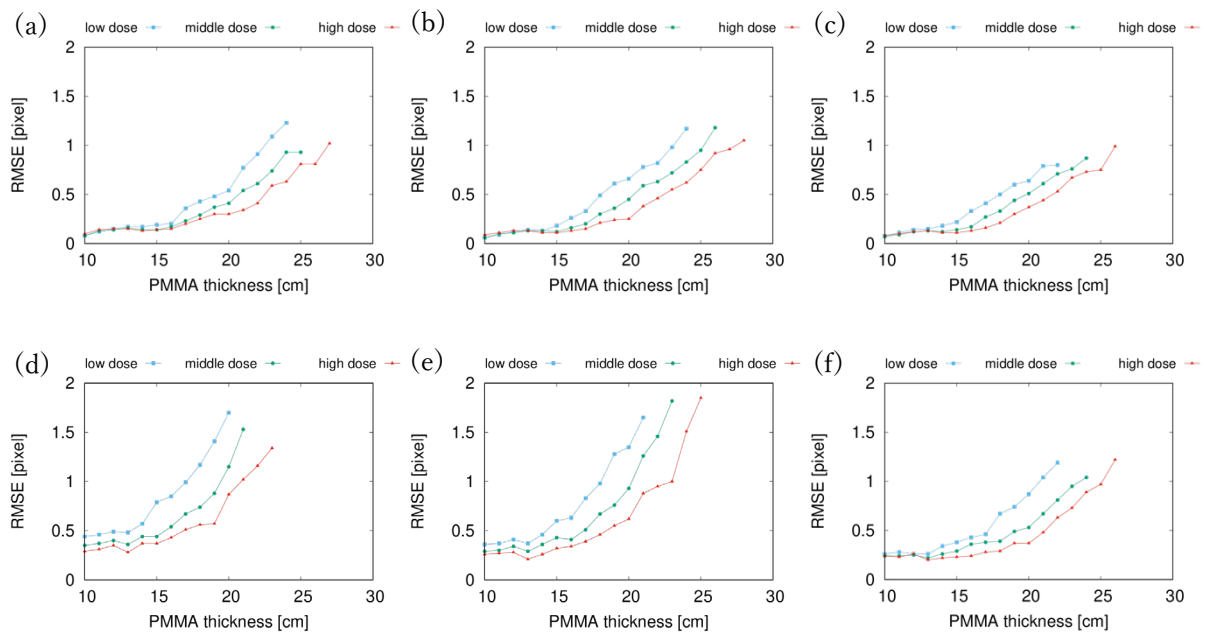 (a)
low dose middle dose high dose
2
1.5
1
0.5
0
10 15 20 25 30
RMSE [pixel]
PMMA thickness [cm]
(b)
low dose middle dose high dose
2
1.5
1
0.5
0
10 15 20 25 30
RMSE [pixel]
PMMA thickness [cm]
(c)
low dose middle dose high dose
2
1.5
1
0.5
0
10 15 20 25 30
RMSE [pixel]
PMMA thickness [cm]
(d)
low dose middle dose high dose
2
1.5
1
0.5
0
10 15 20 25 30
RMSE [pixel]
PMMA thickness [cm]
(e)
low dose middle dose high dose
2
1.5
1
0.5
0
10 15 20 25 30
RMSE [pixel]
PMMA thickness [cm]
(f)
low dose middle dose high dose
2
1.5
1
0.5
0
10 15 20 25 30
RMSE [pixel]
PMMA thickness [cm]